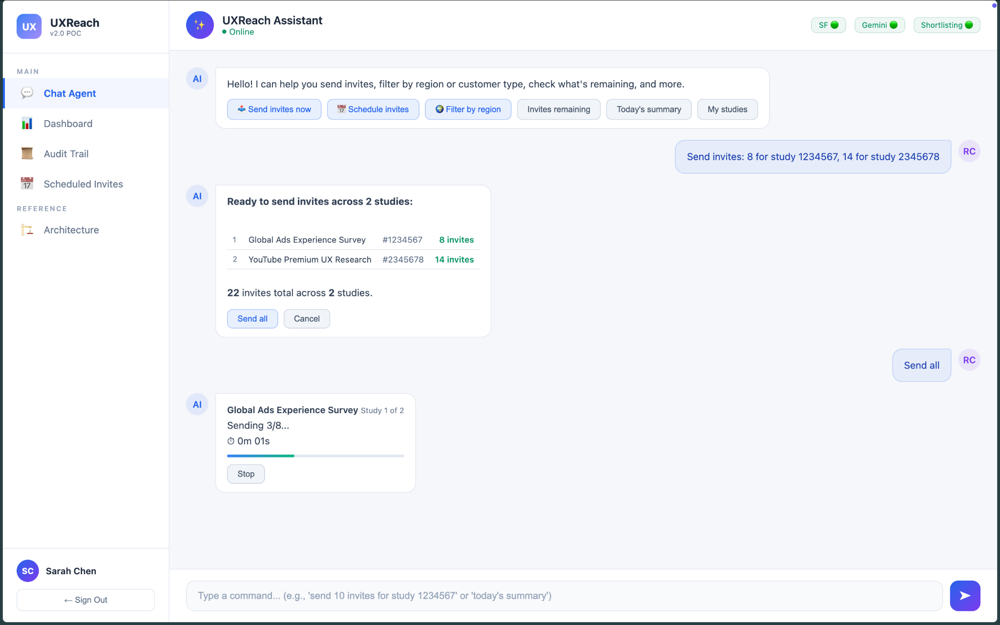 UX
UXReach
v2.0 POC
MAIN
Chat Agent
Dashboard
Audit Trail
17
Scheduled Invites
REFERENCE
Architecture
SC
Sarah Chen
← Sign Out
UXReach Assistant
Online
SF
Gemini
Shortlisting
AI
Hello! I can help you send invites, filter by region or customer type, check what's remaining, and more.
Send invites now
17 Schedule invites
Filter by region
Invites remaining
Today's summary
My studies
Send invites: 8 for study 1234567, 14 for study 2345678
RC
AI
Ready to send invites across 2 studies:
1 Global Ads Experience Survey #1234567 8 invites
2 YouTube Premium UX Research #2345678 14 invites
22 invites total across 2 studies.
Send all
Cancel
Send all
RC
AI
Global Ads Experience Survey Study 1 of 2
Sending 3/8...
⏱ 0m 01s
Stop
Type a command... (e.g., 'send 10 invites for study 1234567' or 'today's summary')